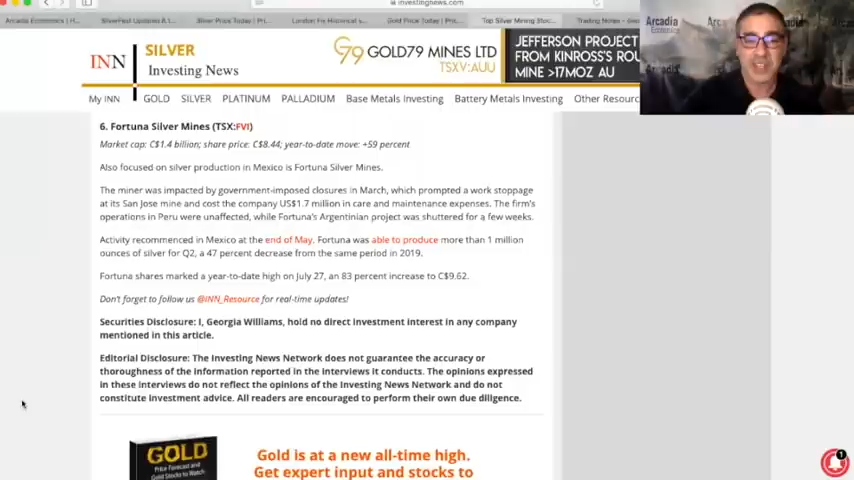 investingnews.com
Arcadia Economics | H...
SilverFest Updates & I...
Silver Price Today | Pri...
London Fix Historical s...
Gold Price Today | Pric...
Top Silver Mining Stoc...
Trading Notes – Geo
INN
SILVER
Investing News
G79
GOLD79 MINES LTD
TSXV:AUU
JEFFERSON PROJECT
FROM KINROSS'S ROU
MINE >17MOZ AU
Arcadia
Economics
My INN GOLD SILVER PLATINUM PALLADIUM Base Metals Investing Battery Metals Investing Other Resourc
6. Fortuna Silver Mines (TSX:FVI)
Market cap: C$1.4 billion; share price: C$8.44; year-to-date move: +59 percent
Also focused on silver production in Mexico is Fortuna Silver Mines.
The miner was impacted by government-imposed closures in March, which prompted a work stoppage
at its San Jose mine and cost the company US$1.7 million in care and maintenance expenses. The firm's
operations in Peru were unaffected, while Fortuna's Argentinian project was shuttered for a few weeks.
Activity recommenced in Mexico at the end of May. Fortuna was able to produce more than 1 million
ounces of silver for Q2, a 47 percent decrease from the same period in 2019.
Fortuna shares marked a year-to-date high on July 27, an 83 percent increase to C$9.62.
Don't forget to follow us @INN_Resource for real-time updates!
Securities Disclosure: I, Georgia Williams, hold no direct investment interest in any company
mentioned in this article.
Editorial Disclosure: The Investing News Network does not guarantee the accuracy or
thoroughness of the information reported in the interviews it conducts. The opinions expressed
in these interviews do not reflect the opinions of the Investing News Network and do not
constitute investment advice. All readers are encouraged to perform their own due diligence.
GOLD
Price Forecast and
Gold Stocks to Watch
Gold is at a new all-time high.
Get expert input and stocks to
1